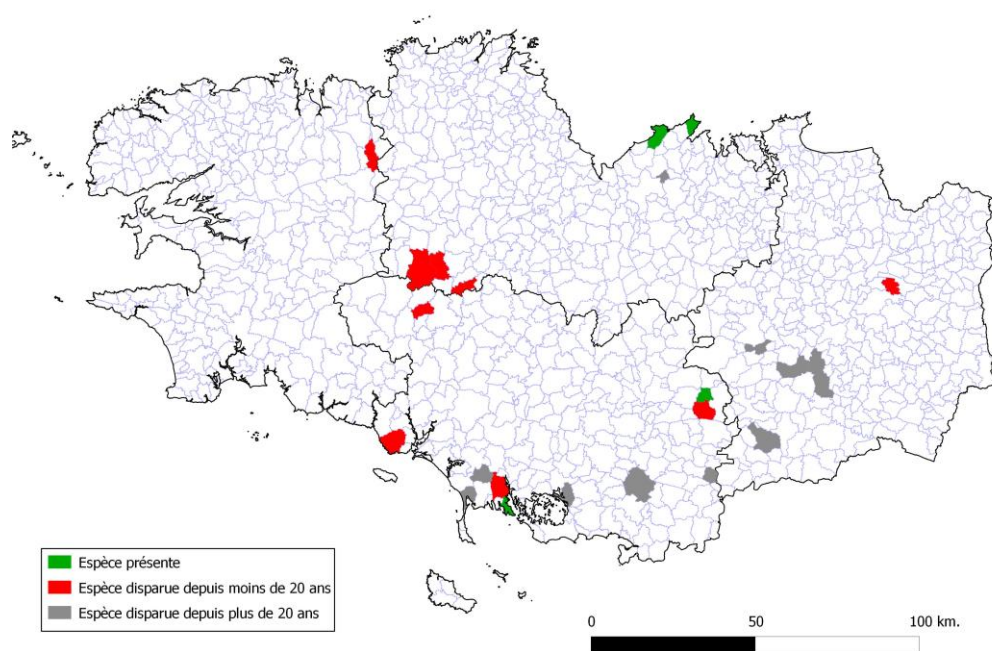 Espèce présente
Espèce disparue depuis moins de 20 ans
Espèce disparue depuis plus de 20 ans
0 50 100 km.